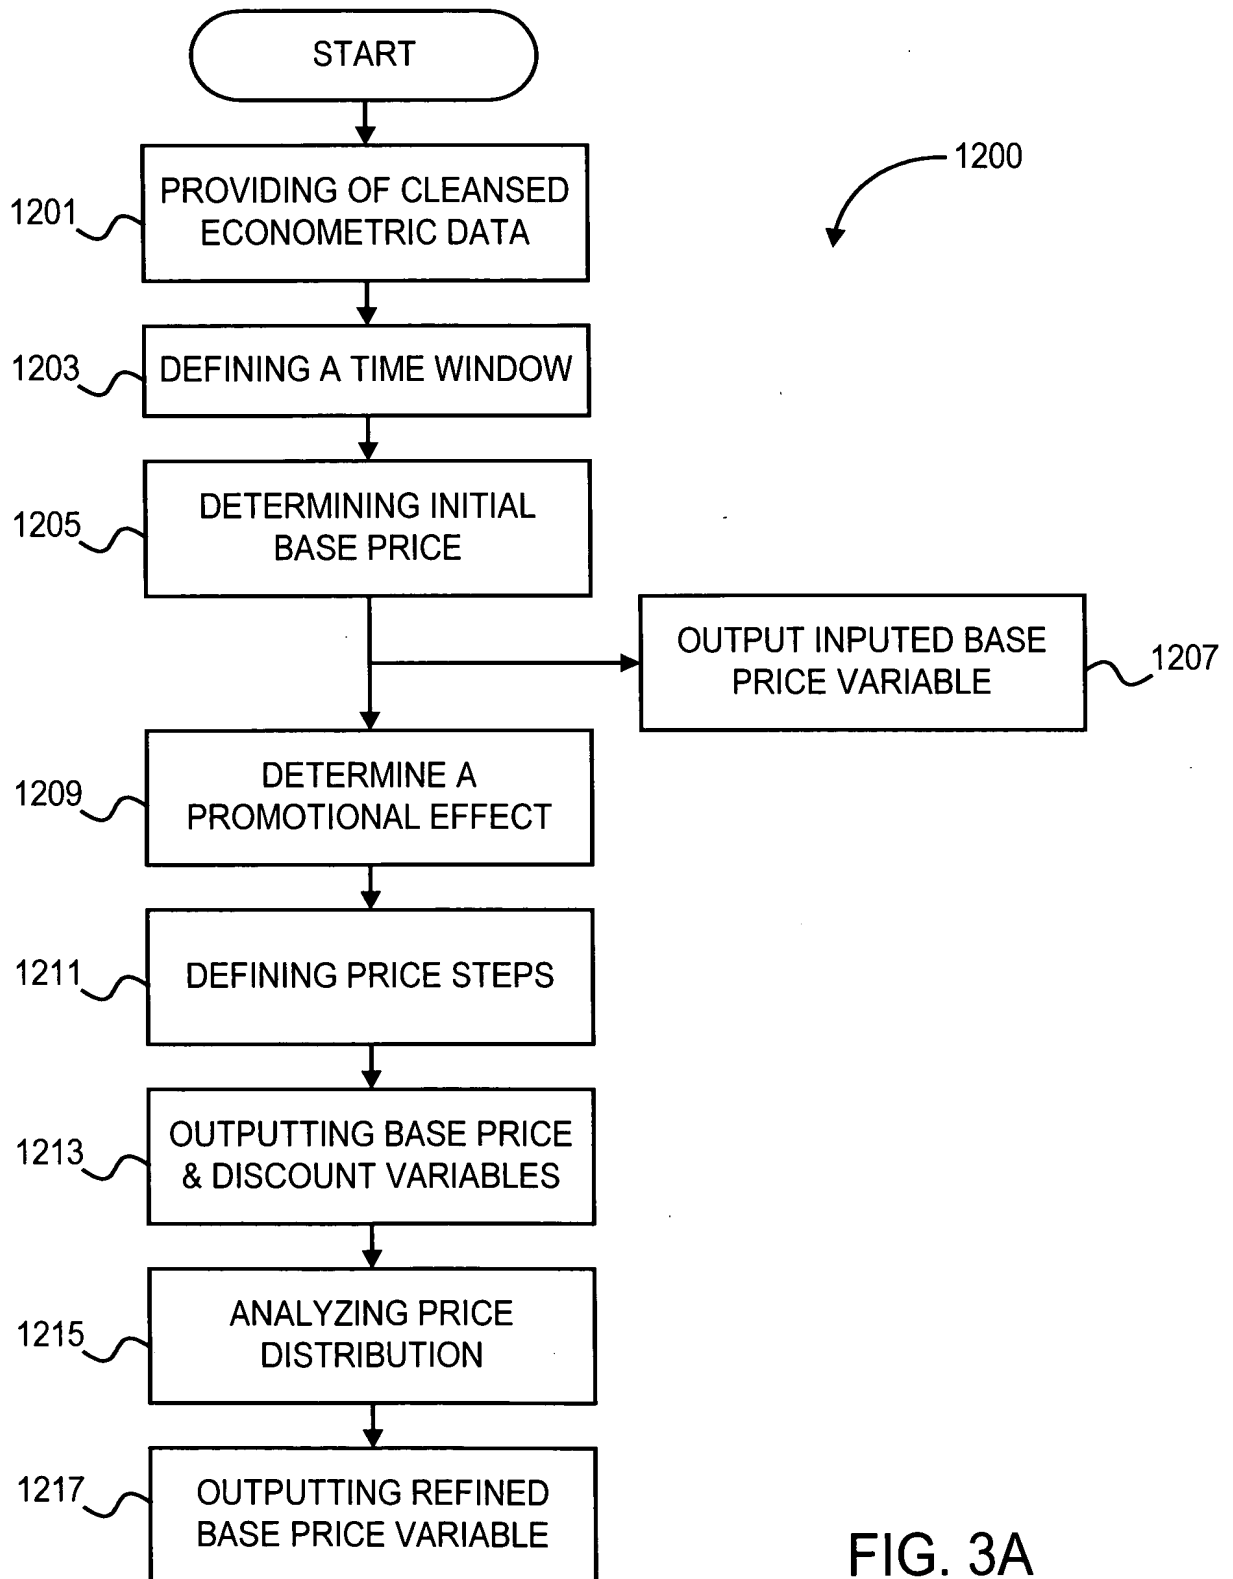 START
1200
1201
PROVIDING OF CLEANSED
ECONOMETRIC DATA
1203
DEFINING A TIME WINDOW
1205
DETERMINING INITIAL
BASE PRICE
OUTPUT INPUTED BASE
PRICE VARIABLE
1207
1209
DETERMINE A
PROMOTIONAL EFFECT
1211
DEFINING PRICE STEPS
1213
OUTPUTTING BASE PRICE
& DISCOUNT VARIABLES
1215
ANALYZING PRICE
DISTRIBUTION
1217
OUTPUTTING REFINED
BASE PRICE VARIABLE
FIG. 3A